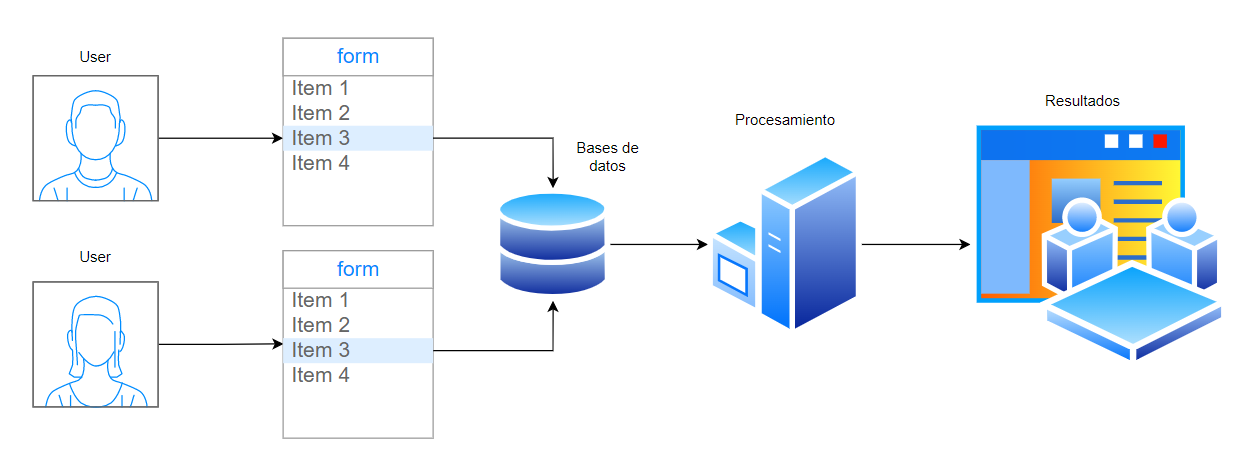 User
form
Item 1
Item 2
Item 3
Item 4
User
form
Item 1
Item 2
Item 3
Item 4
Bases de
datos
Procesamiento
Resultados